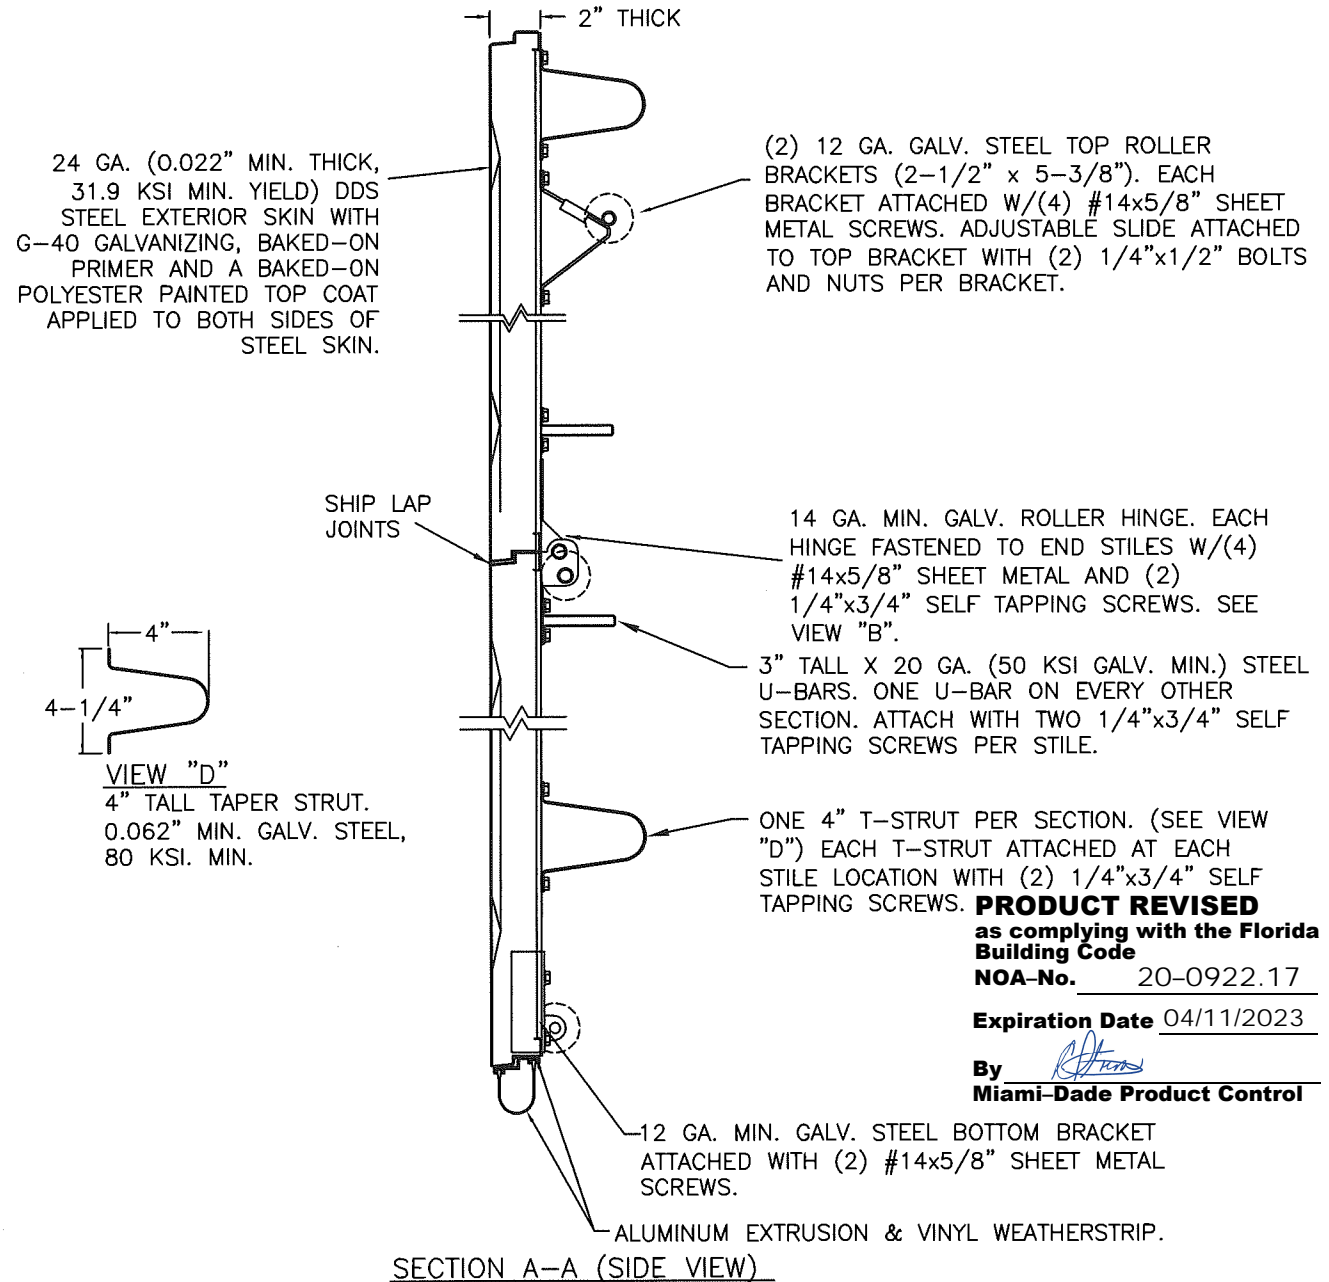 2” THICK
24 GA. (0.022” MIN. THICK,
31.9 KSI MIN. YIELD) DDS
STEEL EXTERIOR SKIN WITH
G-40 GALVANIZING, BAKED-ON
PRIMER AND A BAKED-ON
POLYESTER PAINTED TOP COAT
APPLIED TO BOTH SIDES OF
STEEL SKIN.
(2) 12 GA. GALV. STEEL TOP ROLLER
BRACKETS (2-1/2” x 5-3/8”). EACH
BRACKET ATTACHED W/(4) #14x5/8” SHEET
METAL SCREWS. ADJUSTABLE SLIDE ATTACHED
TO TOP BRACKET WITH (2) 1/4”x1/2” BOLTS
AND NUTS PER BRACKET.
SHIP LAP
JOINTS
14 GA. MIN. GALV. ROLLER HINGE. EACH
HINGE FASTENED TO END STILES W/(4)
#14x5/8” SHEET METAL AND (2)
1/4”x3/4” SELF TAPPING SCREWS. SEE
VIEW "B".
3” TALL X 20 GA. (50 KSI GALV. MIN.) STEEL
U-BARS. ONE U-BAR ON EVERY OTHER
SECTION. ATTACH WITH TWO 1/4”x3/4” SELF
TAPPING SCREWS PER STILE.
4”
4-1/4”
VIEW ”D”
4” TALL TAPER STRUT.
0.062” MIN. GALV. STEEL,
80 KSI. MIN.
ONE 4” T-STRUT PER SECTION. (SEE VIEW
"D") EACH T-STRUT ATTACHED AT EACH
STILE LOCATION WITH (2) 1/4”x3/4” SELF
TAPPING SCREWS.
PRODUCT REVISED
as complying with the Florida
Building Code
NOA-No. 20-0922.17
Expiration Date 04/11/2023
By
Miami-Dade Product Control
12 GA. MIN. GALV. STEEL BOTTOM BRACKET
ATTACHED WITH (2) #14x5/8” SHEET METAL
SCREWS.
ALUMINUM EXTRUSION & VINYL WEATHERSTRIP.
SECTION A-A (SIDE VIEW)